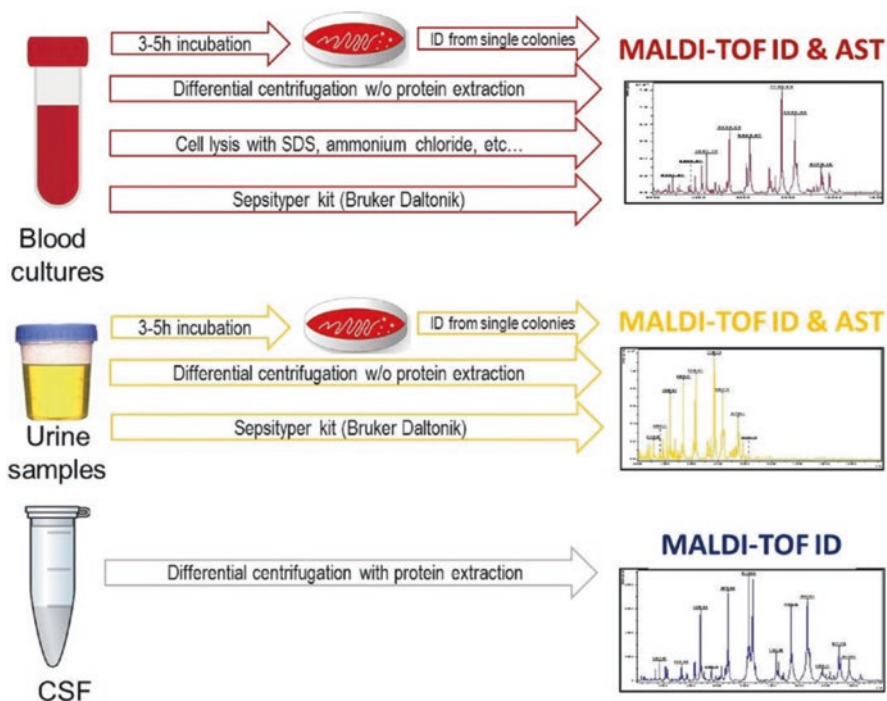 3-5h incubation
ID from single colonies
MALDI-TOF ID & AST
Differential centrifugation w/o protein extraction
Cell lysis with SDS, ammonium chloride, etc…
Sepsityper kit (Bruker Daltonik)
Blood
cultures
3-5h incubation
ID from single colonies
MALDI-TOF ID & AST
Differential centrifugation w/o protein extraction
Sepsityper kit (Bruker Daltonik)
Urine
samples
MALDI-TOF ID
Differential centrifugation with protein extraction
CSF